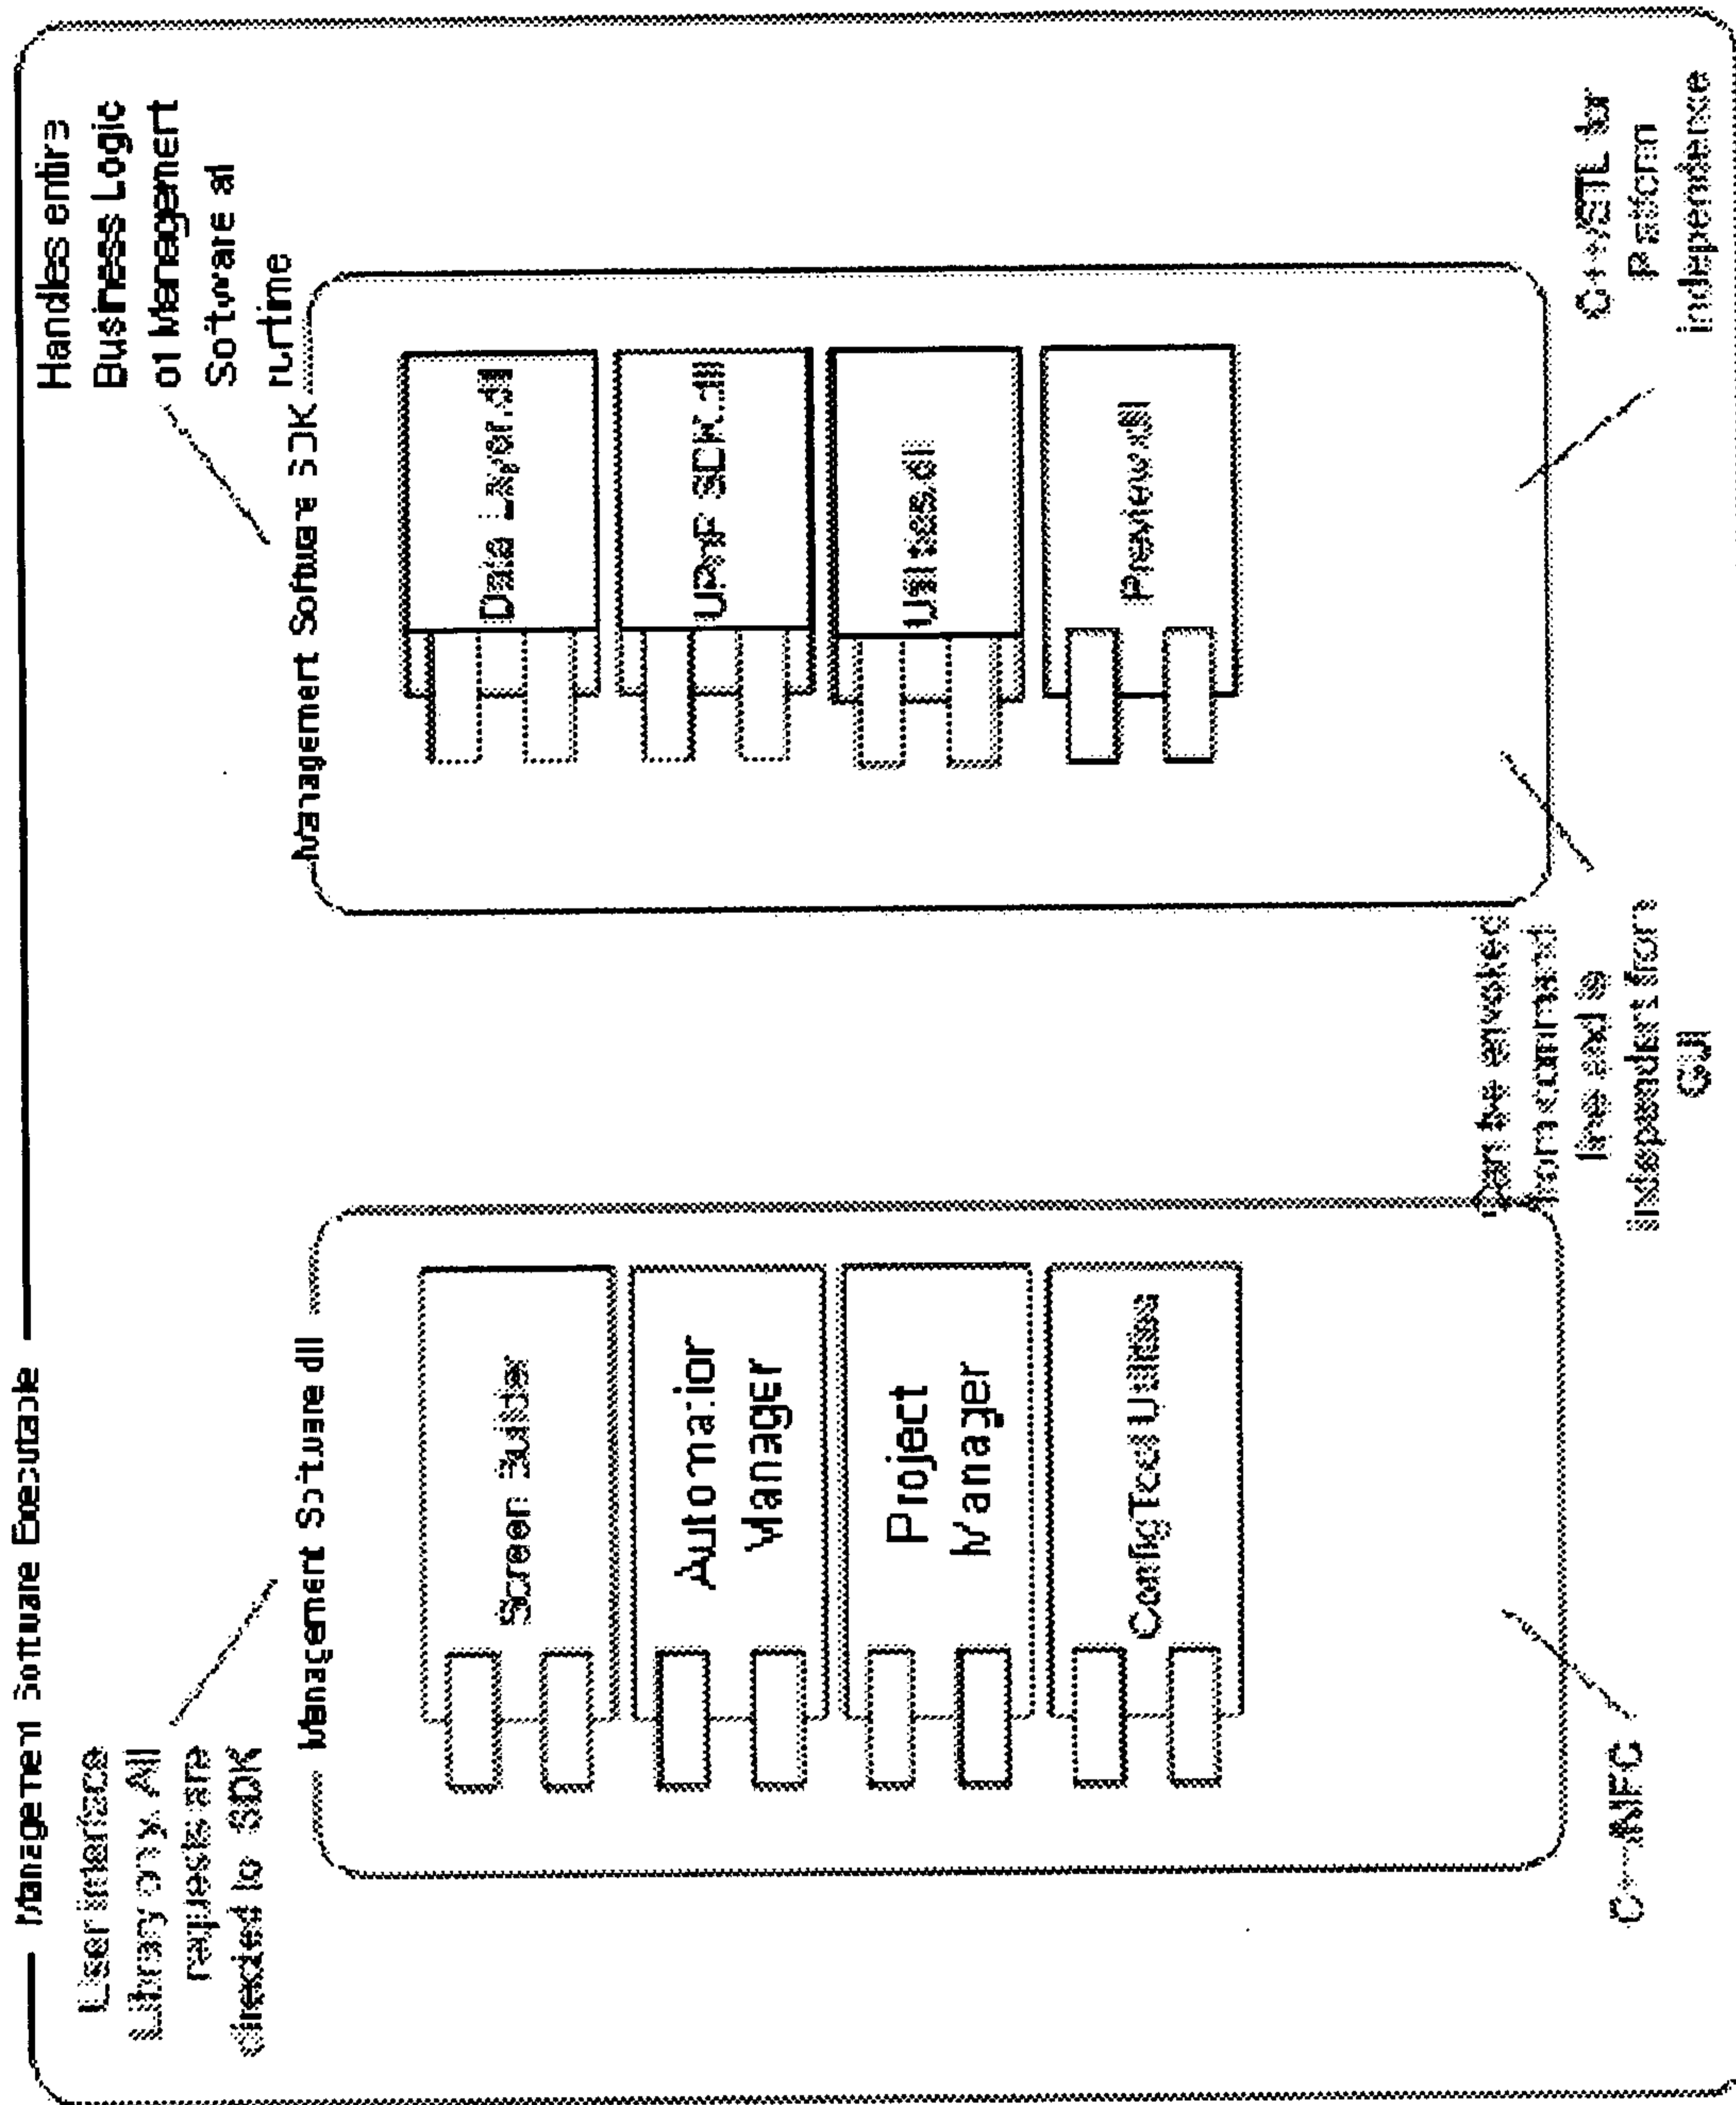 Management Software Executable
User interface
Library only. All
requests are
directed to SDK
Management Software dll
Screen Builder
Automation
Manager
Project
Manager
ConfigTool Utilities
C++/MFC
Handles entire
Business Logic
of Management
Software at
runtime
Management Software SDK
Data Layer.dll
UPnP SDK.dll
Utilities.dll
Preview.dll
Can be envoked
from command
line and is
independent from
GUI
C++/STL for
Platform
independense